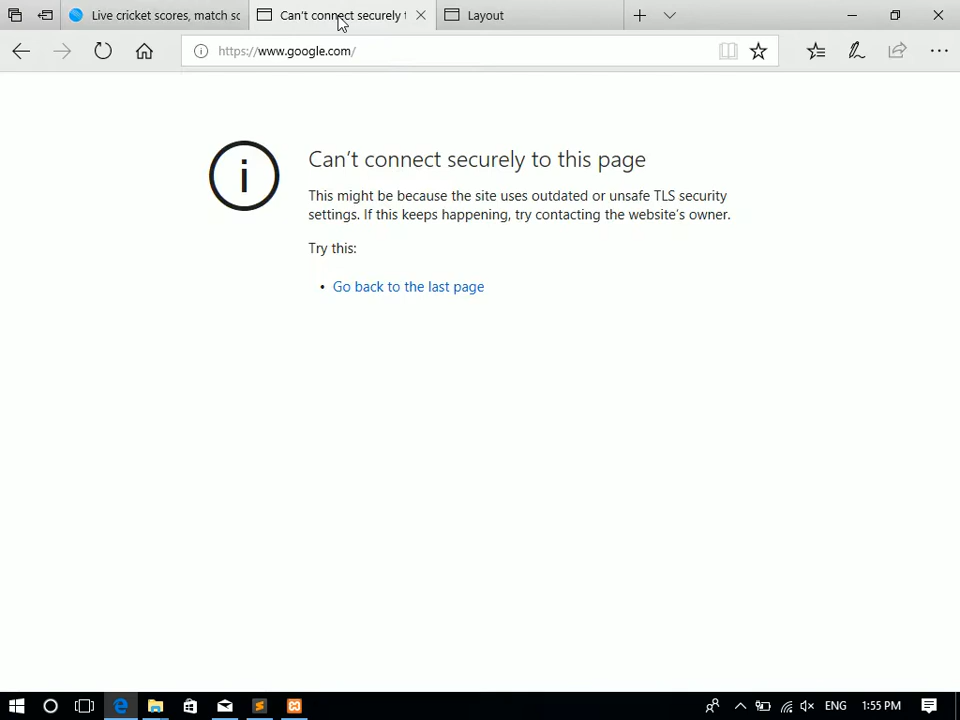 Live cricket scores, match sc
Can't connect securely t
Layout
https://www.google.com/
Can't connect securely to this page
This might be because the site uses outdated or unsafe TLS security
settings. If this keeps happening, try contacting the website's owner.
Try this:
• Go back to the last page
ENG
1:55 PM